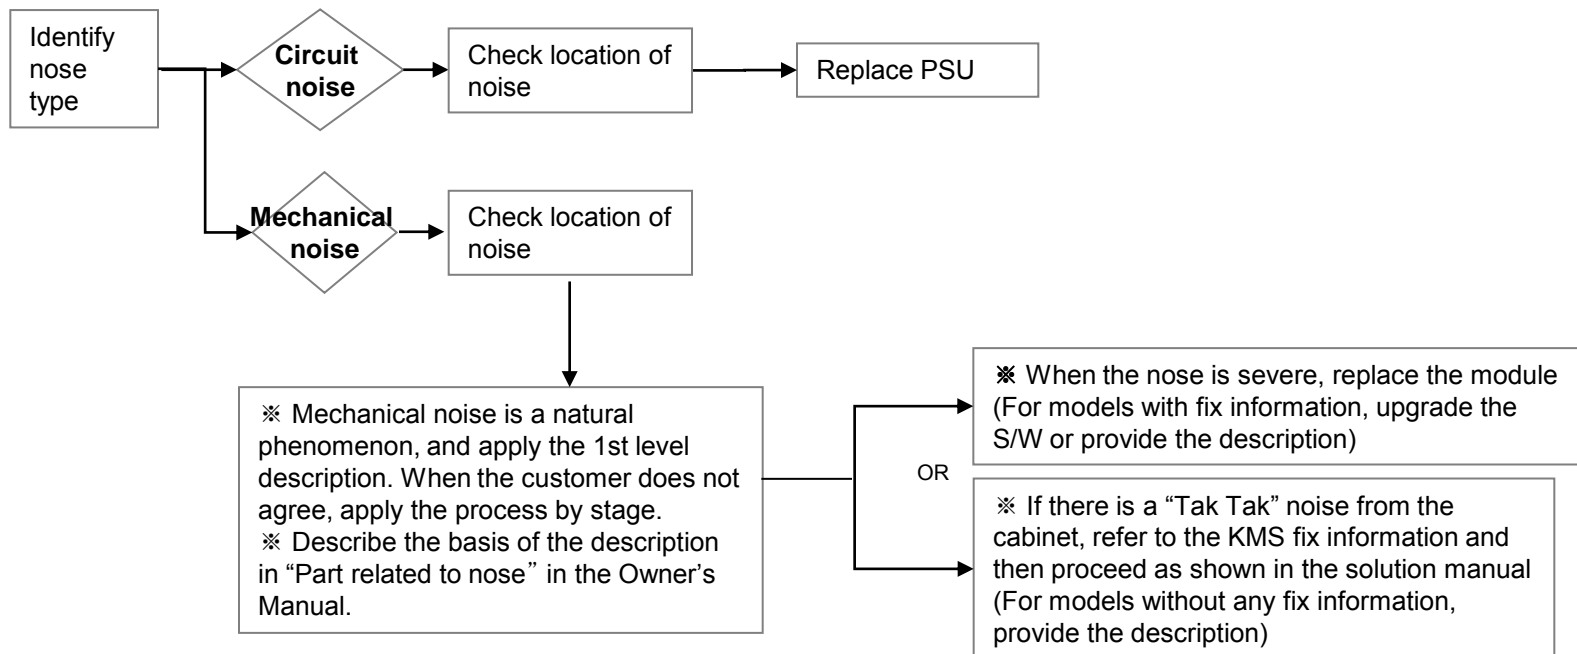 Identify
nose
type
Circuit
noise
Check location of
noise
Replace PSU
Mechanical
noise
Check location of
noise
※ Mechanical noise is a natural
phenomenon, and apply the 1st level
description. When the customer does not
agree, apply the process by stage.
※ Describe the basis of the description
in “Part related to nose” in the Owner’s
Manual.
※ When the nose is severe, replace the module
(For models with fix information, upgrade the
S/W or provide the description)
OR
※ If there is a “Tak Tak” noise from the
cabinet, refer to the KMS fix information and
then proceed as shown in the solution manual
(For models without any fix information,
provide the description)